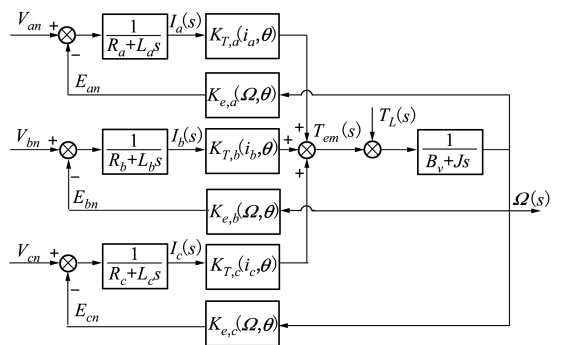 V_an + − 1/(R_a+L_a s) I_a(s) K_T,a(i_a,θ)
E_an K_e,a(Ω,θ)
V_bn + − 1/(R_b+L_b s) I_b(s) K_T,b(i_b,θ) + + + T_em(s) T_L(s) 1/(B_v+Js)
E_bn K_e,b(Ω,θ) Ω(s)
V_cn + − 1/(R_c+L_c s) I_c(s) K_T,c(i_c,θ)
E_cn K_e,c(Ω,θ)